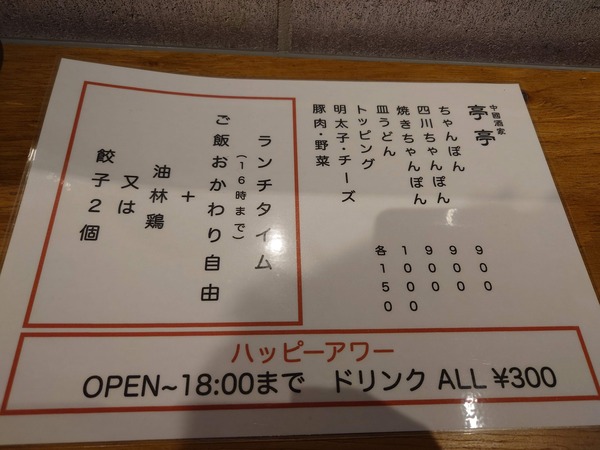 中國酒家
亭亭
ちゃんぽん 900
四川ちゃんぽん 900
焼きちゃんぽん 900
皿うどん 1000
トッピング 各150
明太子・チーズ
豚肉・野菜
ランチタイム
(16時まで)
ご飯おかわり自由
+
油林鶏
又は
餃子2個
ハッピーアワー
OPEN~18:00まで ドリンク ALL ¥300